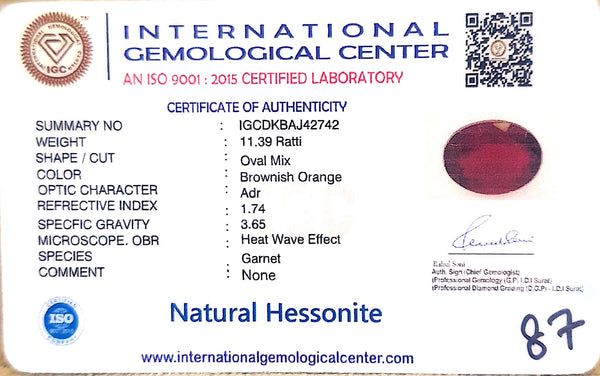 INTERNATIONAL
GEMOLOGICAL CENTER
AN ISO 9001 : 2015 CERTIFIED LABORATORY
IGC
CERTIFICATE OF AUTHENTICITY
SUMMARY NO : IGCDKBAJ42742
WEIGHT : 11.39 Ratti
SHAPE / CUT : Oval Mix
COLOR : Brownish Orange
OPTIC CHARACTER : Adr
REFRACTIVE INDEX : 1.74
SPECFIC GRAVITY : 3.65
MICROSCOPE. OBR : Heat Wave Effect
SPECIES : Garnet
COMMENT : None
Rahul Soni
Auth. Sign (Chief Gemologist)
(Professional Gemology (G.P) I.D.I Surat)
(Professional Diamond Grading (D.G.P) - I.D.I Surat)
ISO
Natural Hessonite
87
www.internationalgemologicalcenter.com